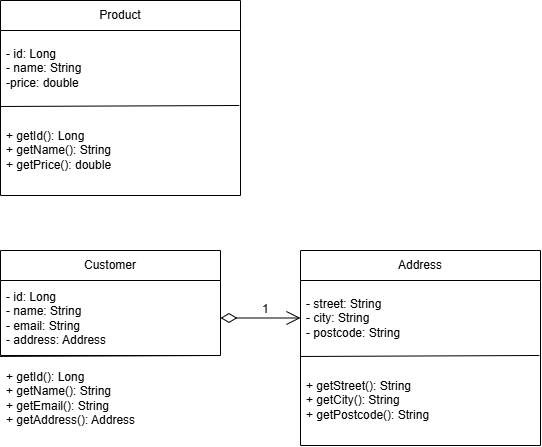 Product
- id: Long
- name: String
-price: double
+ getId(): Long
+ getName(): String
+ getPrice(): double
Customer
- id: Long
- name: String
- email: String
- address: Address
+ getId(): Long
+ getName(): String
+ getEmail(): String
+ getAddress(): Address
1
Address
- street: String
- city: String
- postcode: String
+ getStreet(): String
+ getCity(): String
+ getPostcode(): String